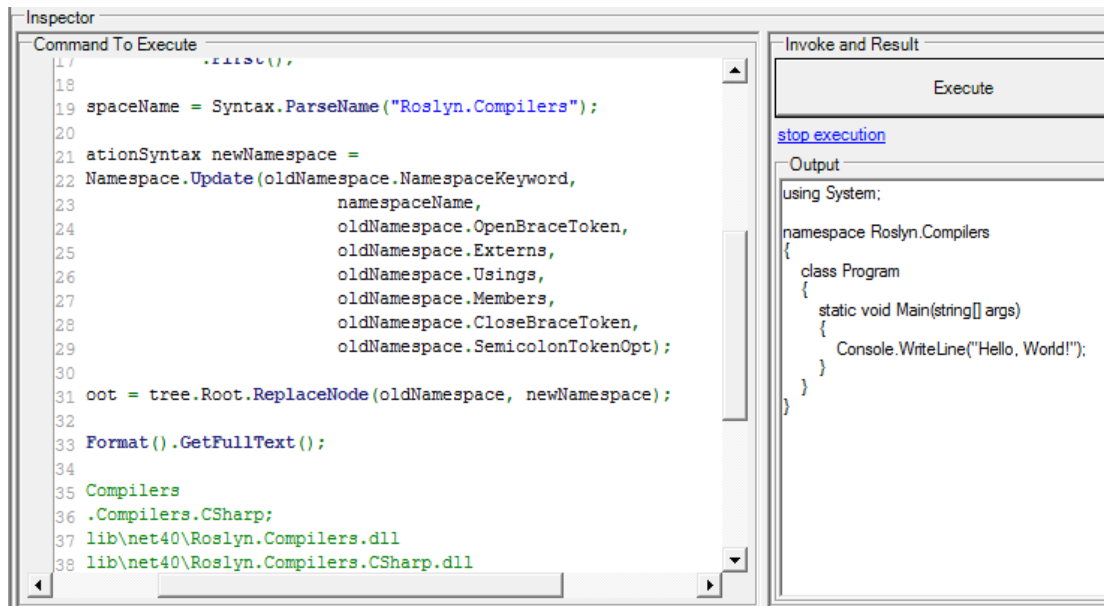 Inspector
Command To Execute
17 .First();
18
19 spaceName = Syntax.ParseName("Roslyn.Compilers");
20
21 ationSyntax newNamespace =
22 Namespace.Update(oldNamespace.NamespaceKeyword,
23 namespaceName,
24 oldNamespace.OpenBraceToken,
25 oldNamespace.Externs,
26 oldNamespace.Usings,
27 oldNamespace.Members,
28 oldNamespace.CloseBraceToken,
29 oldNamespace.SemicolonTokenOpt);
30
31 oot = tree.Root.ReplaceNode(oldNamespace, newNamespace);
32
33 Format().GetFullText();
34
35 Compilers
36 .Compilers.CSharp;
37 lib\net40\Roslyn.Compilers.dll
38 lib\net40\Roslyn.Compilers.CSharp.dll
Invoke and Result
Execute
stop execution
Output
using System;
namespace Roslyn.Compilers
{
class Program
{
static void Main(string[] args)
{
Console.WriteLine("Hello, World!");
}
}
}